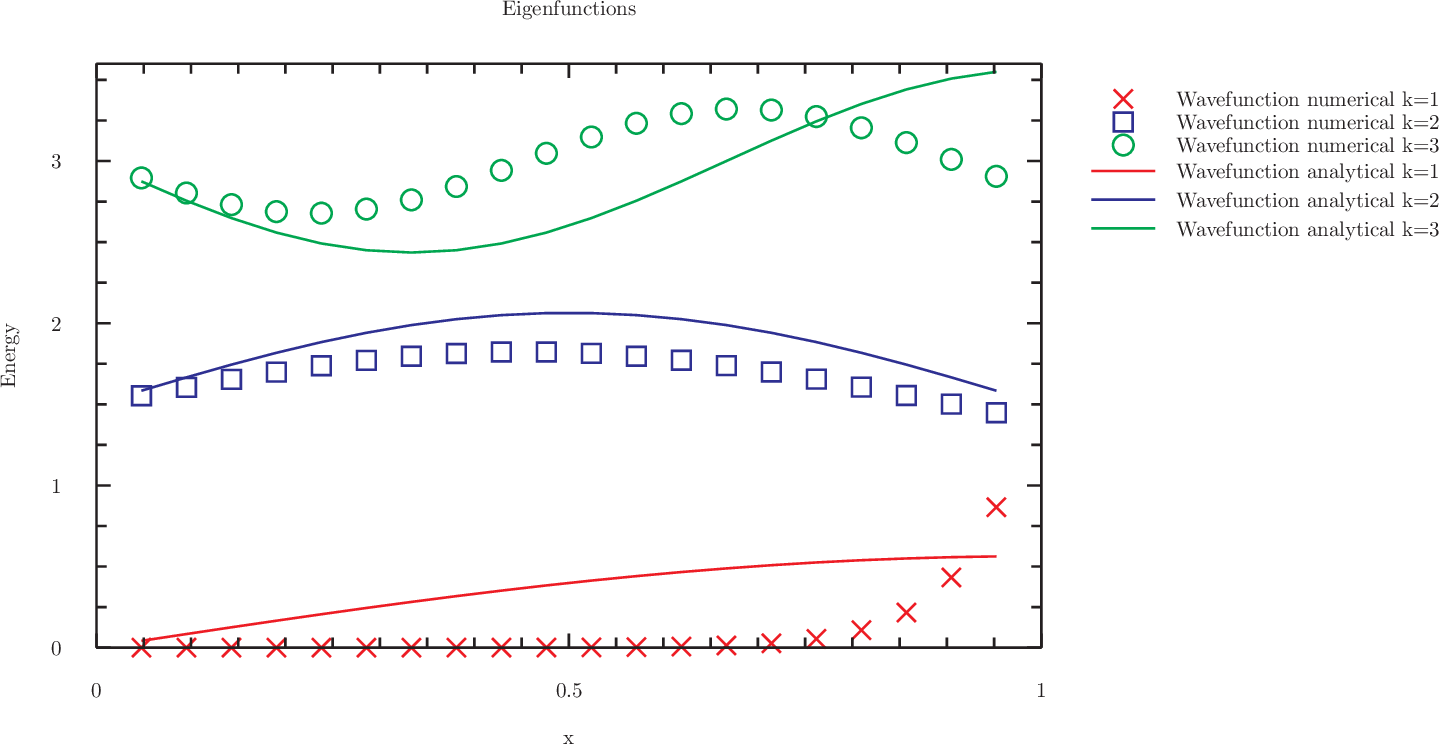 Eigenfunctions
Wavefunction numerical k=1
Wavefunction numerical k=2
Wavefunction numerical k=3
Wavefunction analytical k=1
Wavefunction analytical k=2
Wavefunction analytical k=3
3
2
1
0
Energy
0
0.5
1
x